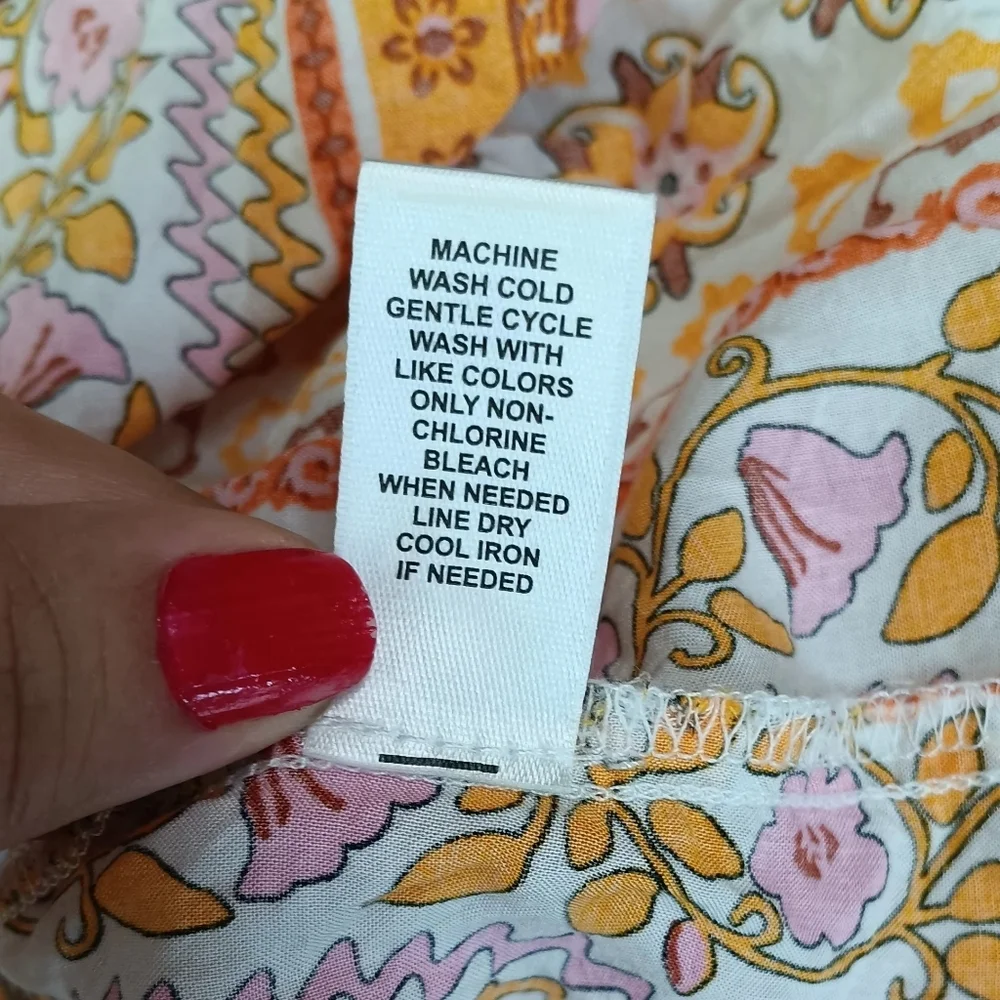 MACHINE
WASH COLD
GENTLE CYCLE
WASH WITH
LIKE COLORS
ONLY NON-
CHLORINE
BLEACH
WHEN NEEDED
LINE DRY
COOL IRON
IF NEEDED